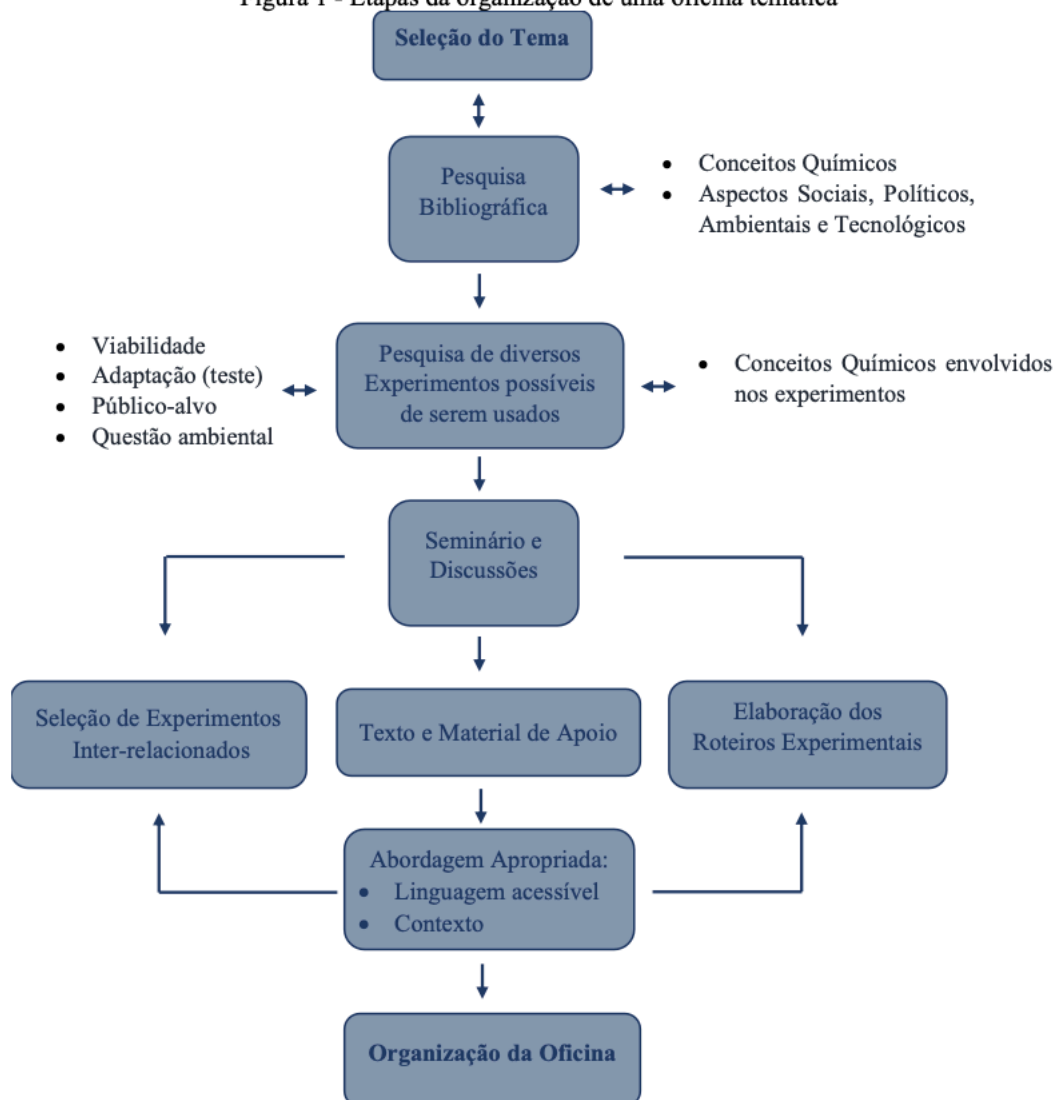 Figura 1 - Etapas da organização de uma oficina temática
Seleção do Tema
Pesquisa
Bibliográfica
• Conceitos Químicos
• Aspectos Sociais, Políticos,
Ambientais e Tecnológicos
• Viabilidade
• Adaptação (teste)
• Público-alvo
• Questão ambiental
Pesquisa de diversos
Experimentos possíveis
de serem usados
• Conceitos Químicos envolvidos
nos experimentos
Seminário e
Discussões
Seleção de Experimentos
Inter-relacionados
Texto e Material de Apoio
Elaboração dos
Roteiros Experimentais
Abordagem Apropriada:
• Linguagem acessível
• Contexto
Organização da Oficina